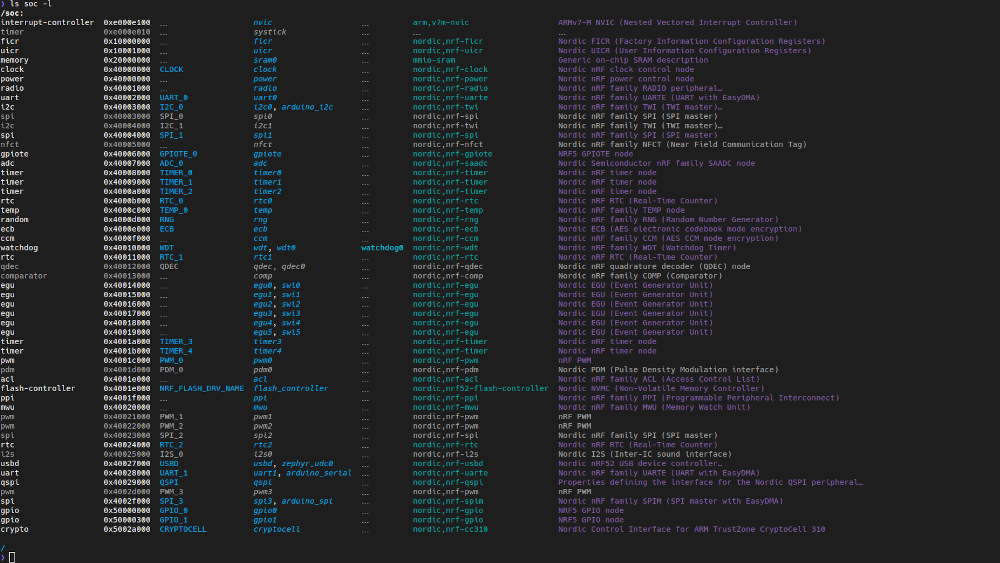 ❯ ls soc -l
/soc:
interrupt-controller 0xe000e100 … nvic … arm,v7m-nvic ARMv7-M NVIC (Nested Vectored Interrupt Controller)
timer 0xe000e010 … systick … … …
ficr 0x10000000 … ficr … nordic,nrf-ficr Nordic FICR (Factory Information Configuration Registers)
uicr 0x10001000 … uicr … nordic,nrf-uicr Nordic UICR (User Information Configuration Registers)
memory 0x20000000 … sram0 … mmio-sram Generic on-chip SRAM description
clock 0x40000000 CLOCK clock … nordic,nrf-clock Nordic nRF clock control node
power 0x40000000 … power … nordic,nrf-power Nordic nRF power control node
radio 0x40001000 … radio … nordic,nrf-radio Nordic nRF family RADIO peripheral…
uart 0x40002000 UART_0 uart0 … nordic,nrf-uarte Nordic nRF family UARTE (UART with EasyDMA)
i2c 0x40003000 I2C_0 i2c0, arduino_i2c … nordic,nrf-twi Nordic nRF family TWI (TWI master)…
spi 0x40003000 SPI_0 spi0 … nordic,nrf-spi Nordic nRF family SPI (SPI master)
i2c 0x40004000 I2C_1 i2c1 … nordic,nrf-twi Nordic nRF family TWI (TWI master)…
spi 0x40004000 SPI_1 spi1 … nordic,nrf-spi Nordic nRF family SPI (SPI master)
nfct 0x40005000 … nfct … nordic,nrf-nfct Nordic nRF family NFCT (Near Field Communication Tag)
gpiote 0x40006000 GPIOTE_0 gpiote … nordic,nrf-gpiote NRF5 GPIOTE node
adc 0x40007000 ADC_0 adc … nordic,nrf-saadc Nordic Semiconductor nRF family SAADC node
timer 0x40008000 TIMER_0 timer0 … nordic,nrf-timer Nordic nRF timer node
timer 0x40009000 TIMER_1 timer1 … nordic,nrf-timer Nordic nRF timer node
timer 0x4000a000 TIMER_2 timer2 … nordic,nrf-timer Nordic nRF timer node
rtc 0x4000b000 RTC_0 rtc0 … nordic,nrf-rtc Nordic nRF RTC (Real-Time Counter)
temp 0x4000c000 TEMP_0 temp … nordic,nrf-temp Nordic nRF family TEMP node
random 0x4000d000 RNG rng … nordic,nrf-rng Nordic nRF family RNG (Random Number Generator)
ecb 0x4000e000 ECB ecb … nordic,nrf-ecb Nordic ECB (AES electronic codebook mode encryption)
ccm 0x4000f000 … ccm … nordic,nrf-ccm Nordic nRF family CCM (AES CCM mode encryption)
watchdog 0x40010000 WDT wdt, wdt0 watchdog0 nordic,nrf-wdt Nordic nRF family WDT (Watchdog Timer)
rtc 0x40011000 RTC_1 rtc1 … nordic,nrf-rtc Nordic nRF RTC (Real-Time Counter)
qdec 0x40012000 QDEC qdec, qdec0 … nordic,nrf-qdec Nordic nRF quadrature decoder (QDEC) node
comparator 0x40013000 … comp … nordic,nrf-comp Nordic nRF family COMP (Comparator)
egu 0x40014000 … egu0, swi0 … nordic,nrf-egu Nordic EGU (Event Generator Unit)
egu 0x40015000 … egu1, swi1 … nordic,nrf-egu Nordic EGU (Event Generator Unit)
egu 0x40016000 … egu2, swi2 … nordic,nrf-egu Nordic EGU (Event Generator Unit)
egu 0x40017000 … egu3, swi3 … nordic,nrf-egu Nordic EGU (Event Generator Unit)
egu 0x40018000 … egu4, swi4 … nordic,nrf-egu Nordic EGU (Event Generator Unit)
egu 0x40019000 … egu5, swi5 … nordic,nrf-egu Nordic EGU (Event Generator Unit)
timer 0x4001a000 TIMER_3 timer3 … nordic,nrf-timer Nordic nRF timer node
timer 0x4001b000 TIMER_4 timer4 … nordic,nrf-timer Nordic nRF timer node
pwm 0x4001c000 PWM_0 pwm0 … nordic,nrf-pwm nRF PWM
pdm 0x4001d000 PDM_0 pdm0 … nordic,nrf-pdm Nordic PDM (Pulse Density Modulation interface)
acl 0x4001e000 … acl … nordic,nrf-acl Nordic nRF family ACL (Access Control List)
flash-controller 0x4001e000 NRF_FLASH_DRV_NAME flash_controller … nordic,nrf52-flash-controller Nordic NVMC (Non-Volatile Memory Controller)
ppi 0x4001f000 … ppi … nordic,nrf-ppi Nordic nRF family PPI (Programmable Peripheral Interconnect)
mwu 0x40020000 … mwu … nordic,nrf-mwu Nordic nRF family MWU (Memory Watch Unit)
pwm 0x40021000 PWM_1 pwm1 … nordic,nrf-pwm nRF PWM
pwm 0x40022000 PWM_2 pwm2 … nordic,nrf-pwm nRF PWM
spi 0x40023000 SPI_2 spi2 … nordic,nrf-spi Nordic nRF family SPI (SPI master)
rtc 0x40024000 RTC_2 rtc2 … nordic,nrf-rtc Nordic nRF RTC (Real-Time Counter)
i2s 0x40025000 I2S_0 i2s0 … nordic,nrf-i2s Nordic I2S (Inter-IC sound interface)
usbd 0x40027000 USBD usbd, zephyr_udc0 … nordic,nrf-usbd Nordic nRF52 USB device controller…
uart 0x40028000 UART_1 uart1, arduino_serial … nordic,nrf-uarte Nordic nRF family UARTE (UART with EasyDMA)
qspi 0x40029000 QSPI qspi … nordic,nrf-qspi Properties defining the interface for the Nordic QSPI peripheral…
pwm 0x4002d000 PWM_3 pwm3 … nordic,nrf-pwm nRF PWM
spi 0x4002f000 SPI_3 spi3, arduino_spi … nordic,nrf-spim Nordic nRF family SPIM (SPI master with EasyDMA)
gpio 0x50000000 GPIO_0 gpio0 … nordic,nrf-gpio NRF5 GPIO node
gpio 0x50000300 GPIO_1 gpio1 … nordic,nrf-gpio NRF5 GPIO node
crypto 0x5002a000 CRYPTOCELL cryptocell … nordic,nrf-cc310 Nordic Control Interface for ARM TrustZone CryptoCell 310
/
❯